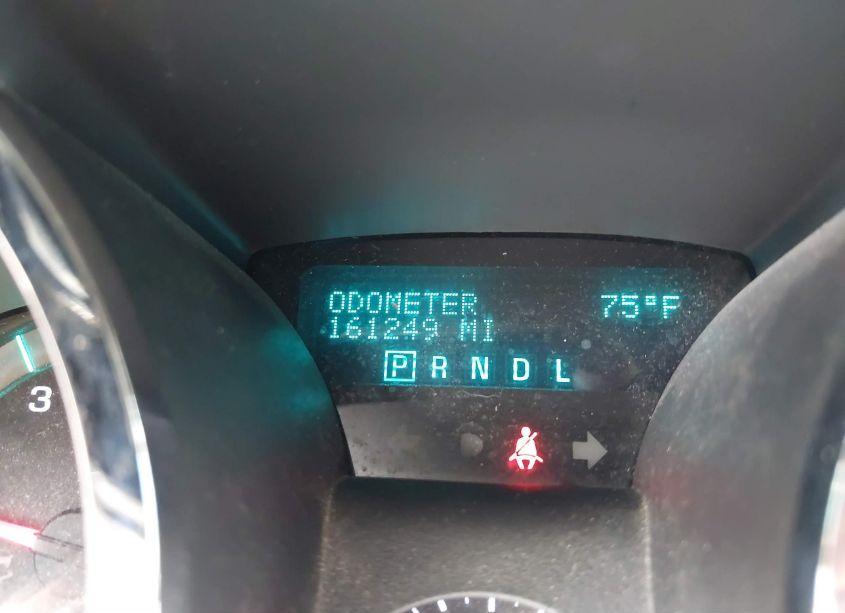 ODOMETER 75°F
161249 MI
P R N D L
3